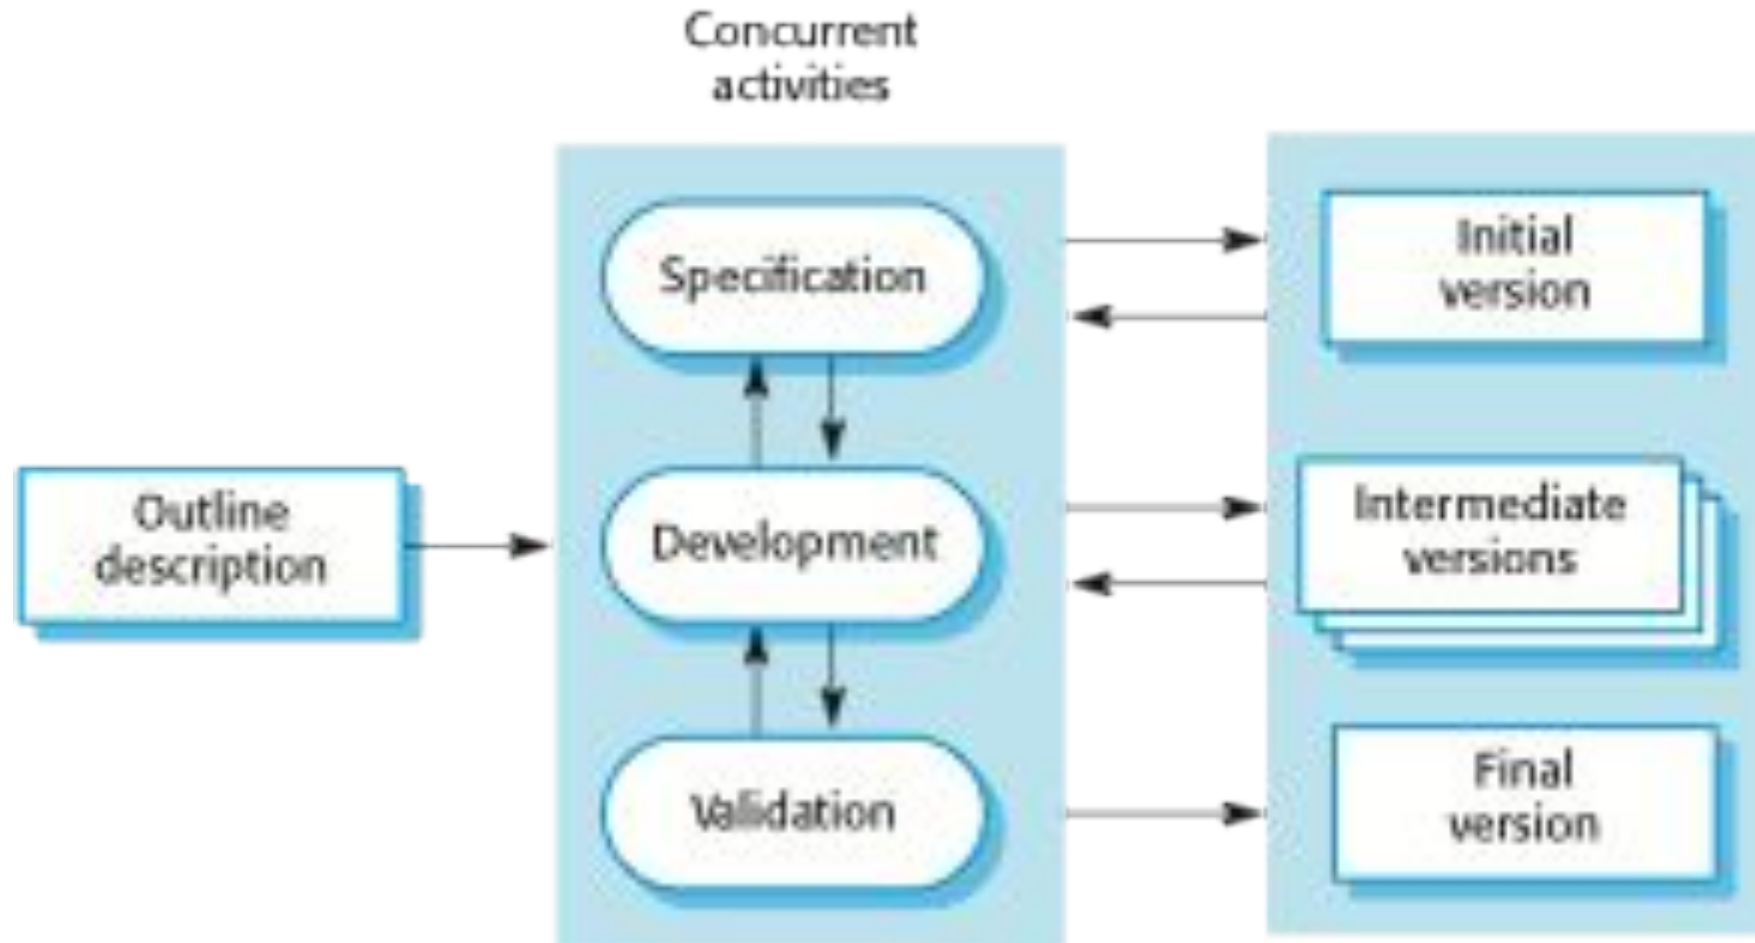 Concurrent
activities
Outline
description
Specification
Development
Validation
Initial
version
Intermediate
versions
Final
version